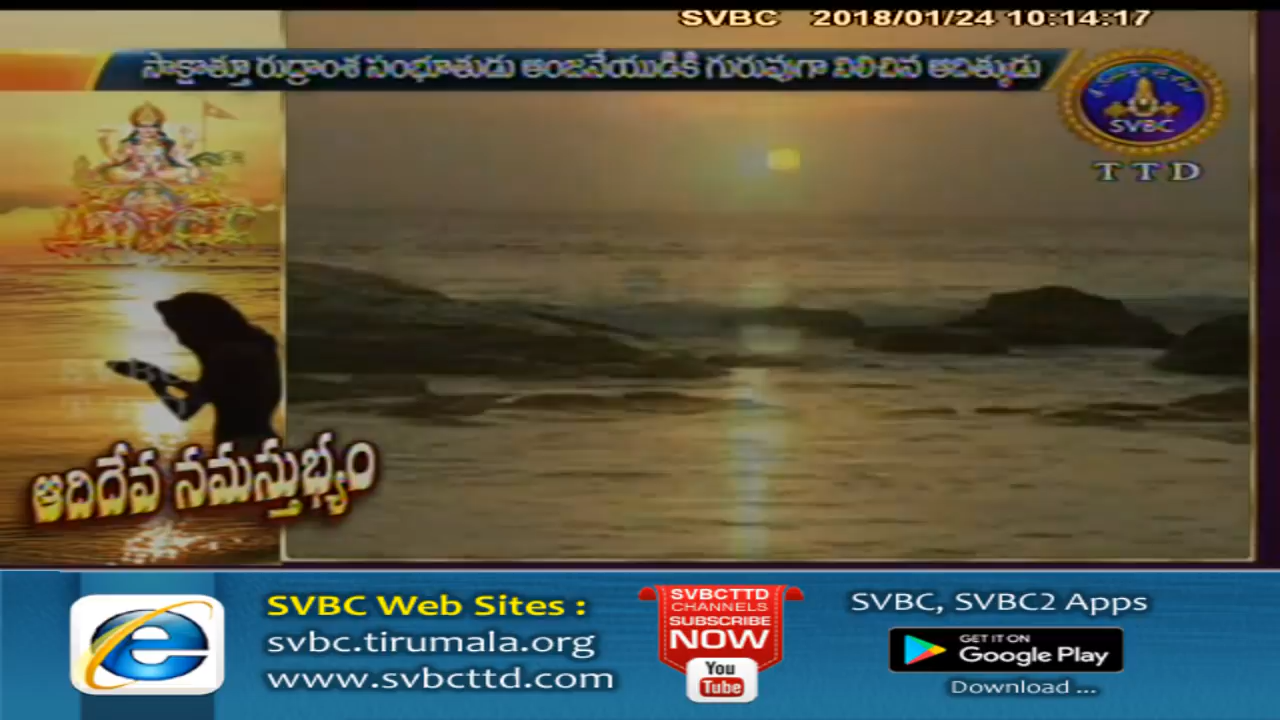 SVBC 2018/01/24 10:14:17
సాక్షాత్తూ రుద్రాంశ సంభూతుడు ఆంజనేయుడికి గురువుగా నిలిచిన ఆదిత్యుడు
SVBC
TTD
ఆదిదేవ నమస్తుభ్యం
SVBC Web Sites :
svbc.tirumala.org
www.svbcttd.com
SVBCTTD
CHANNELS
SUBSCRIBE
NOW
You
Tube
SVBC, SVBC2 Apps
GET IT ON
Google Play
Download ...